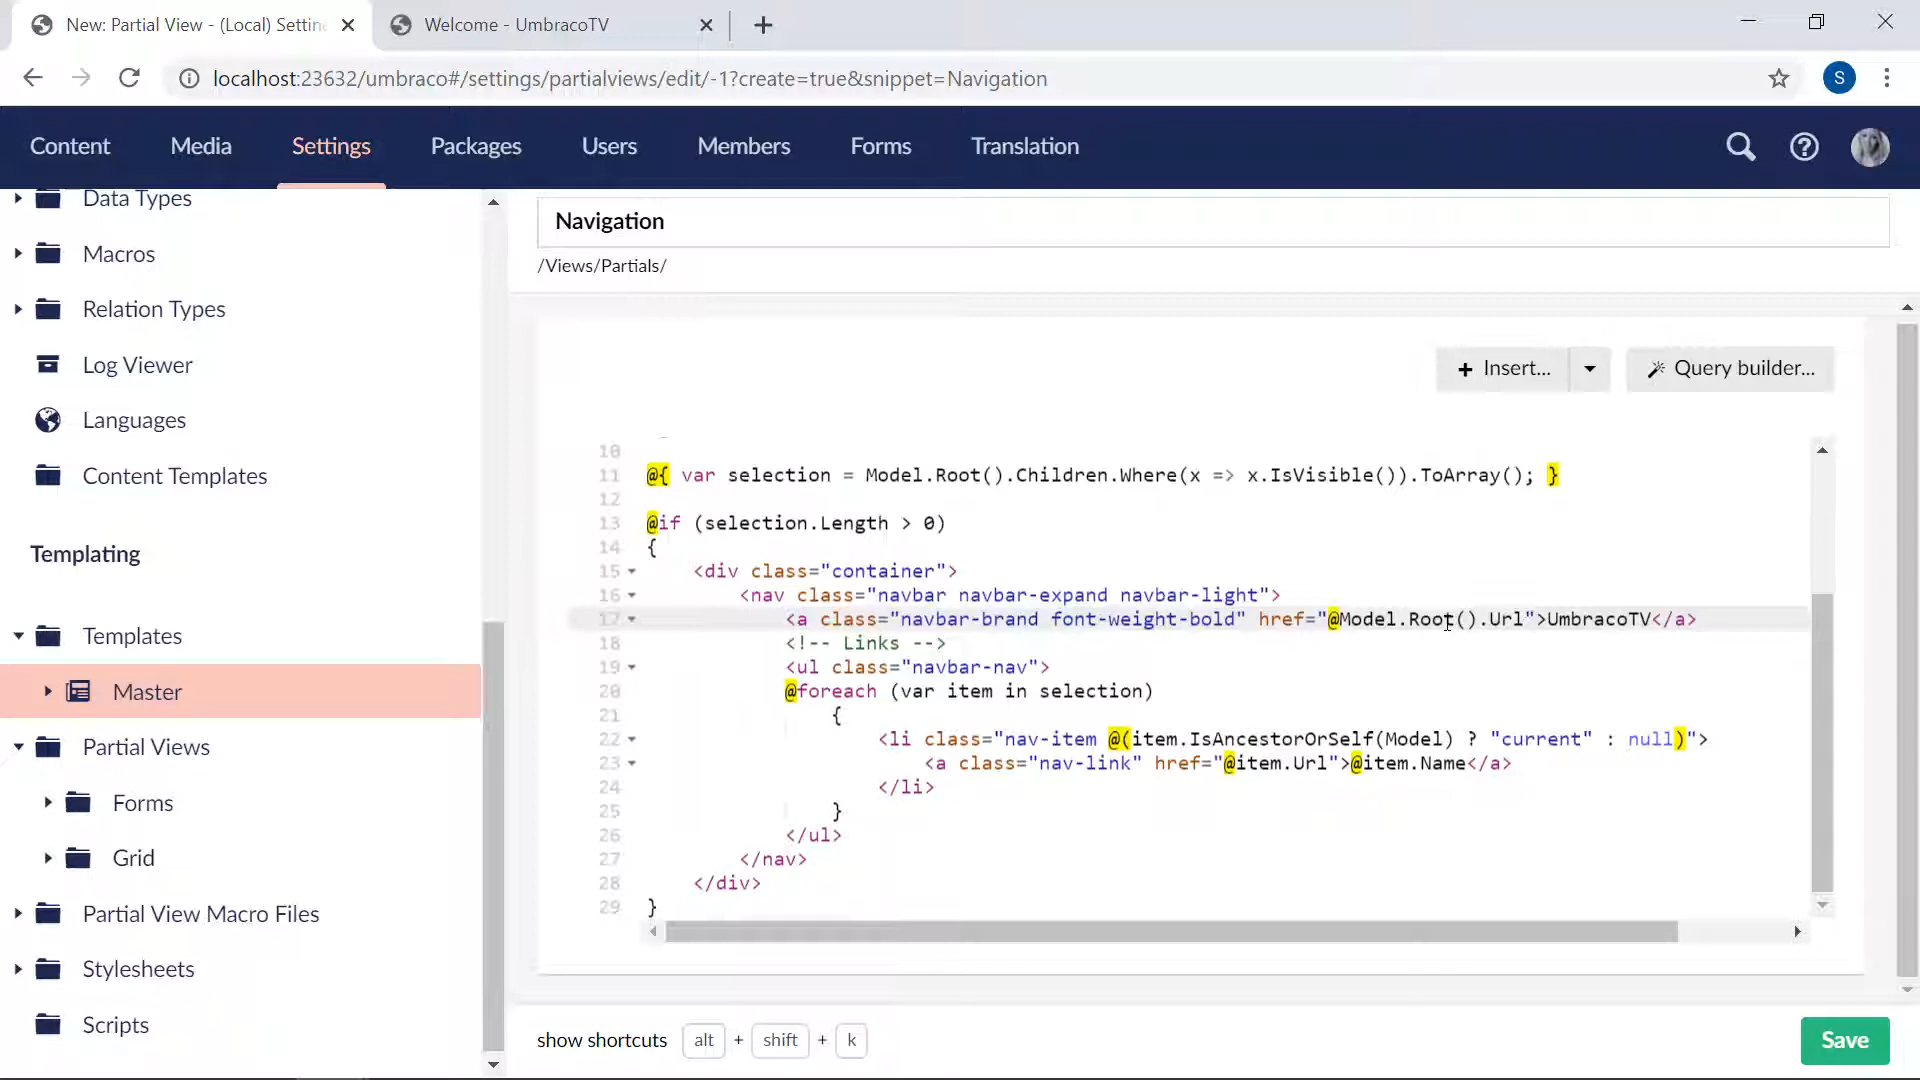 New: Partial View - (Local) Settin
Welcome - UmbracoTV
localhost:23632/umbraco#/settings/partialviews/edit/-1?create=true&snippet=Navigation
S
Content Media Settings Packages Users Members Forms Translation
Data Types
Macros
Relation Types
Log Viewer
Languages
Content Templates
Templating
Templates
Master
Partial Views
Forms
Grid
Partial View Macro Files
Stylesheets
Scripts
Navigation
/Views/Partials/
+ Insert...
Query builder...
10
11 @{ var selection = Model.Root().Children.Where(x => x.IsVisible()).ToArray(); }
12
13 @if (selection.Length > 0)
14 {
15 <div class="container">
16 <nav class="navbar navbar-expand navbar-light">
17 <a class="navbar-brand font-weight-bold" href="@Model.Root().Url">UmbracoTV</a>
18 <!-- Links -->
19 <ul class="navbar-nav">
20 @foreach (var item in selection)
21 {
22 <li class="nav-item @(item.IsAncestorOrSelf(Model) ? "current" : null)">
23 <a class="nav-link" href="@item.Url">@item.Name</a>
24 </li>
25 }
26 </ul>
27 </nav>
28 </div>
29 }
show shortcuts alt + shift + k
Save